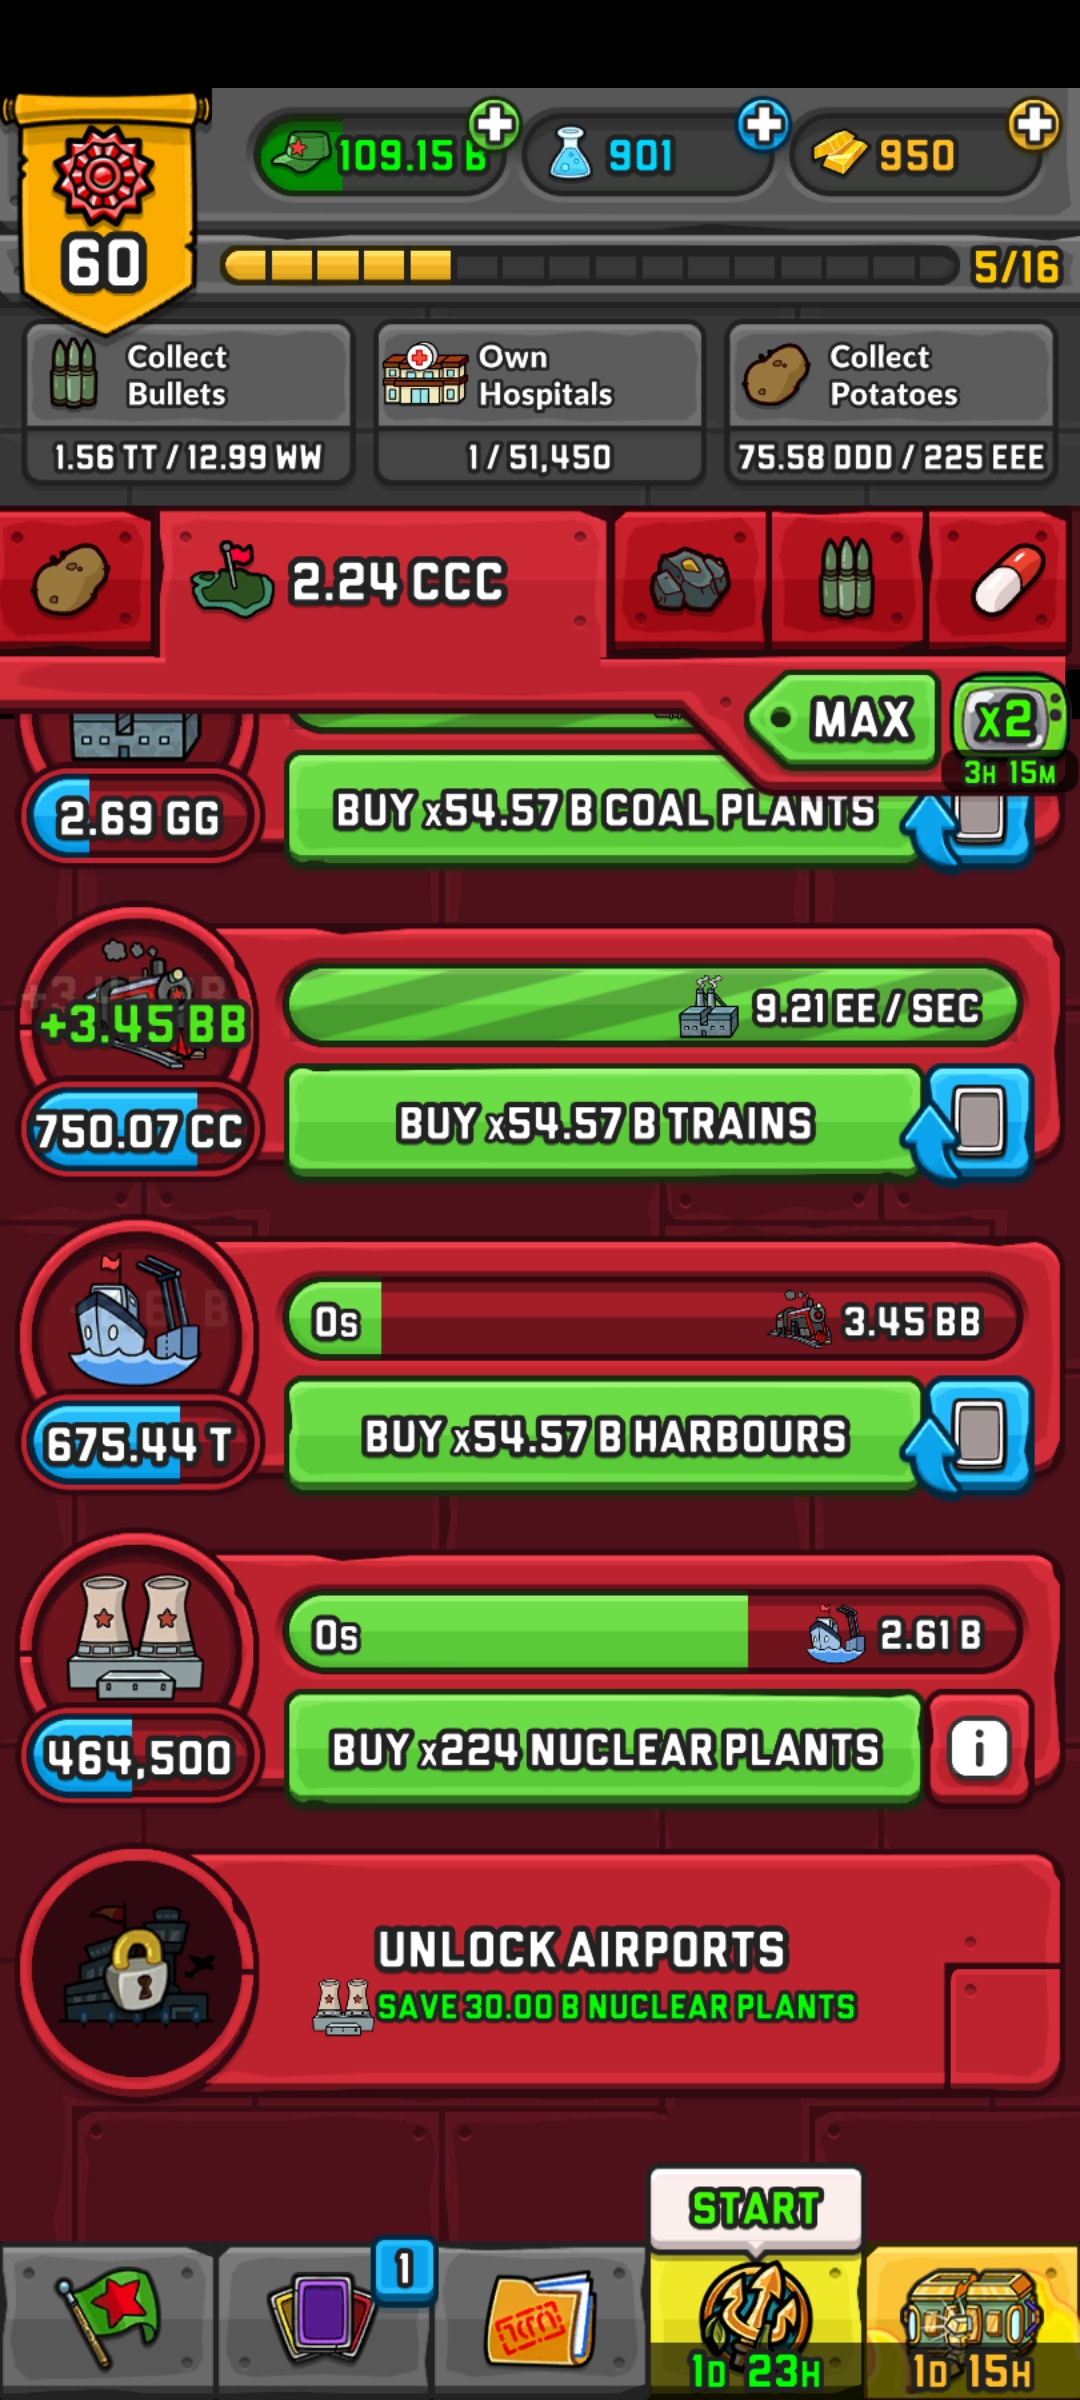 60
109.15 B
901
950
5/16
Collect
Bullets
1.56 TT / 12.99 WW
Own
Hospitals
1 / 51,450
Collect
Potatoes
75.58 DDD / 225 EEE
2.24 CCC
MAX
x2
3H 15M
2.69 GG
BUY x54.57 B COAL PLANTS
+3.45 BB
9.21 EE / SEC
750.07 CC
BUY x54.57 B TRAINS
0s
3.45 BB
675.44 T
BUY x54.57 B HARBOURS
0s
2.61 B
464,500
BUY x224 NUCLEAR PLANTS
i
UNLOCK AIRPORTS
SAVE 30.00 B NUCLEAR PLANTS
START
1
1D 23H
1D 15H